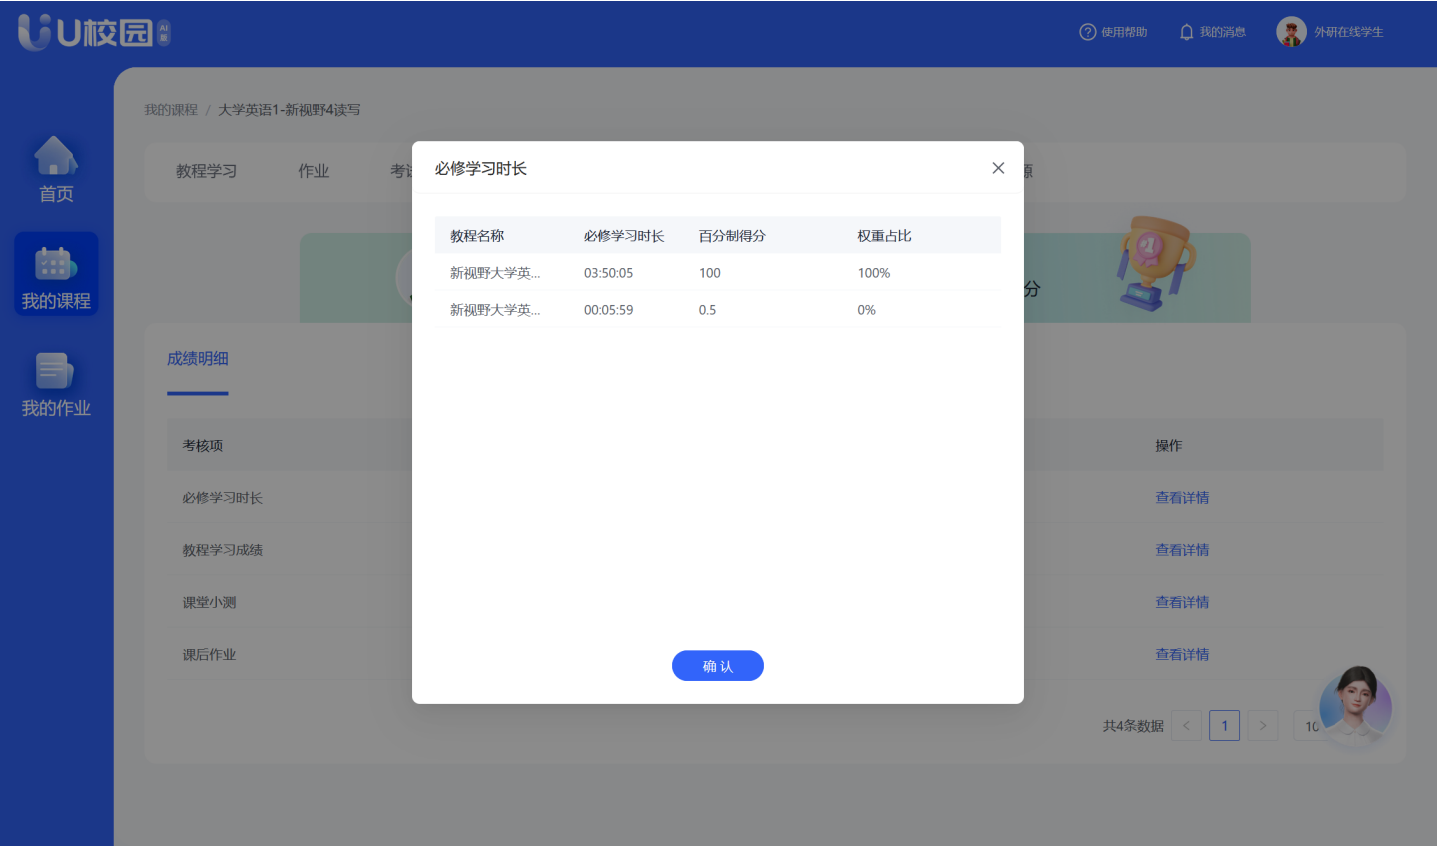 U校园 AI版
使用帮助 我的消息 外研在线学生
我的课程 / 大学英语1-新视野4读写
首页
我的课程
我的作业
教程学习 作业 考
必修学习时长
教程名称 必修学习时长 百分制得分 权重占比
新视野大学英... 03:50:05 100 100%
新视野大学英... 00:05:59 0.5 0%
分
成绩明细
考核项 操作
必修学习时长 查看详情
教程学习成绩 查看详情
课堂小测 查看详情
课后作业 查看详情
确认
共4条数据 < 1 > 10